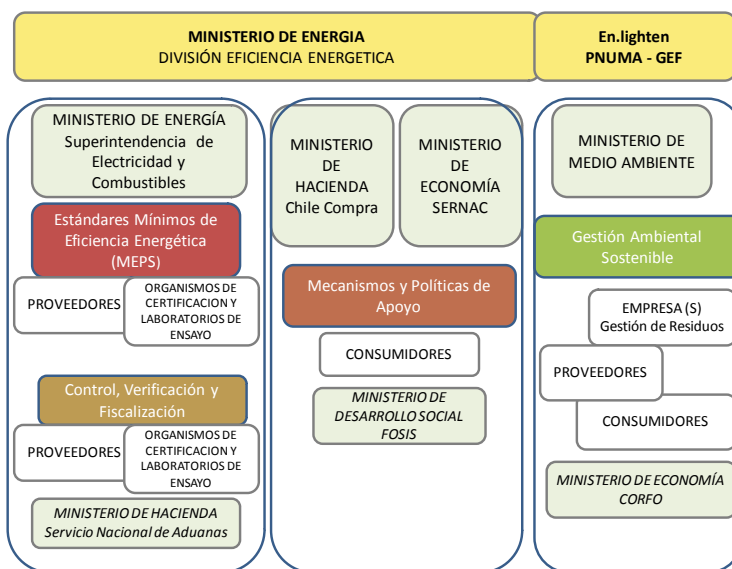 MINISTERIO DE ENERGIA
DIVISIÓN EFICIENCIA ENERGETICA
En.lighten
PNUMA - GEF
MINISTERIO DE ENERGÍA
Superintendencia de
Electricidad y
Combustibles
Estándares Mínimos de
Eficiencia Energética
(MEPS)
PROVEEDORES
ORGANISMOS DE
CERTIFICACION Y
LABORATORIOS DE
ENSAYO
Control, Verificación y
Fiscalización
PROVEEDORES
ORGANISMOS DE
CERTIFICACION Y
LABORATORIOS DE
ENSAYO
MINISTERIO DE HACIENDA
Servicio Nacional de Aduanas
MINISTERIO
DE
HACIENDA
Chile Compra
MINISTERIO
DE
ECONOMÍA
SERNAC
Mecanismos y Políticas de
Apoyo
CONSUMIDORES
MINISTERIO DE
DESARROLLO SOCIAL
FOSIS
MINISTERIO DE
MEDIO AMBIENTE
Gestión Ambiental
Sostenible
EMPRESA (S)
Gestión de Residuos
PROVEEDORES
CONSUMIDORES
MINISTERIO DE ECONOMÍA
CORFO